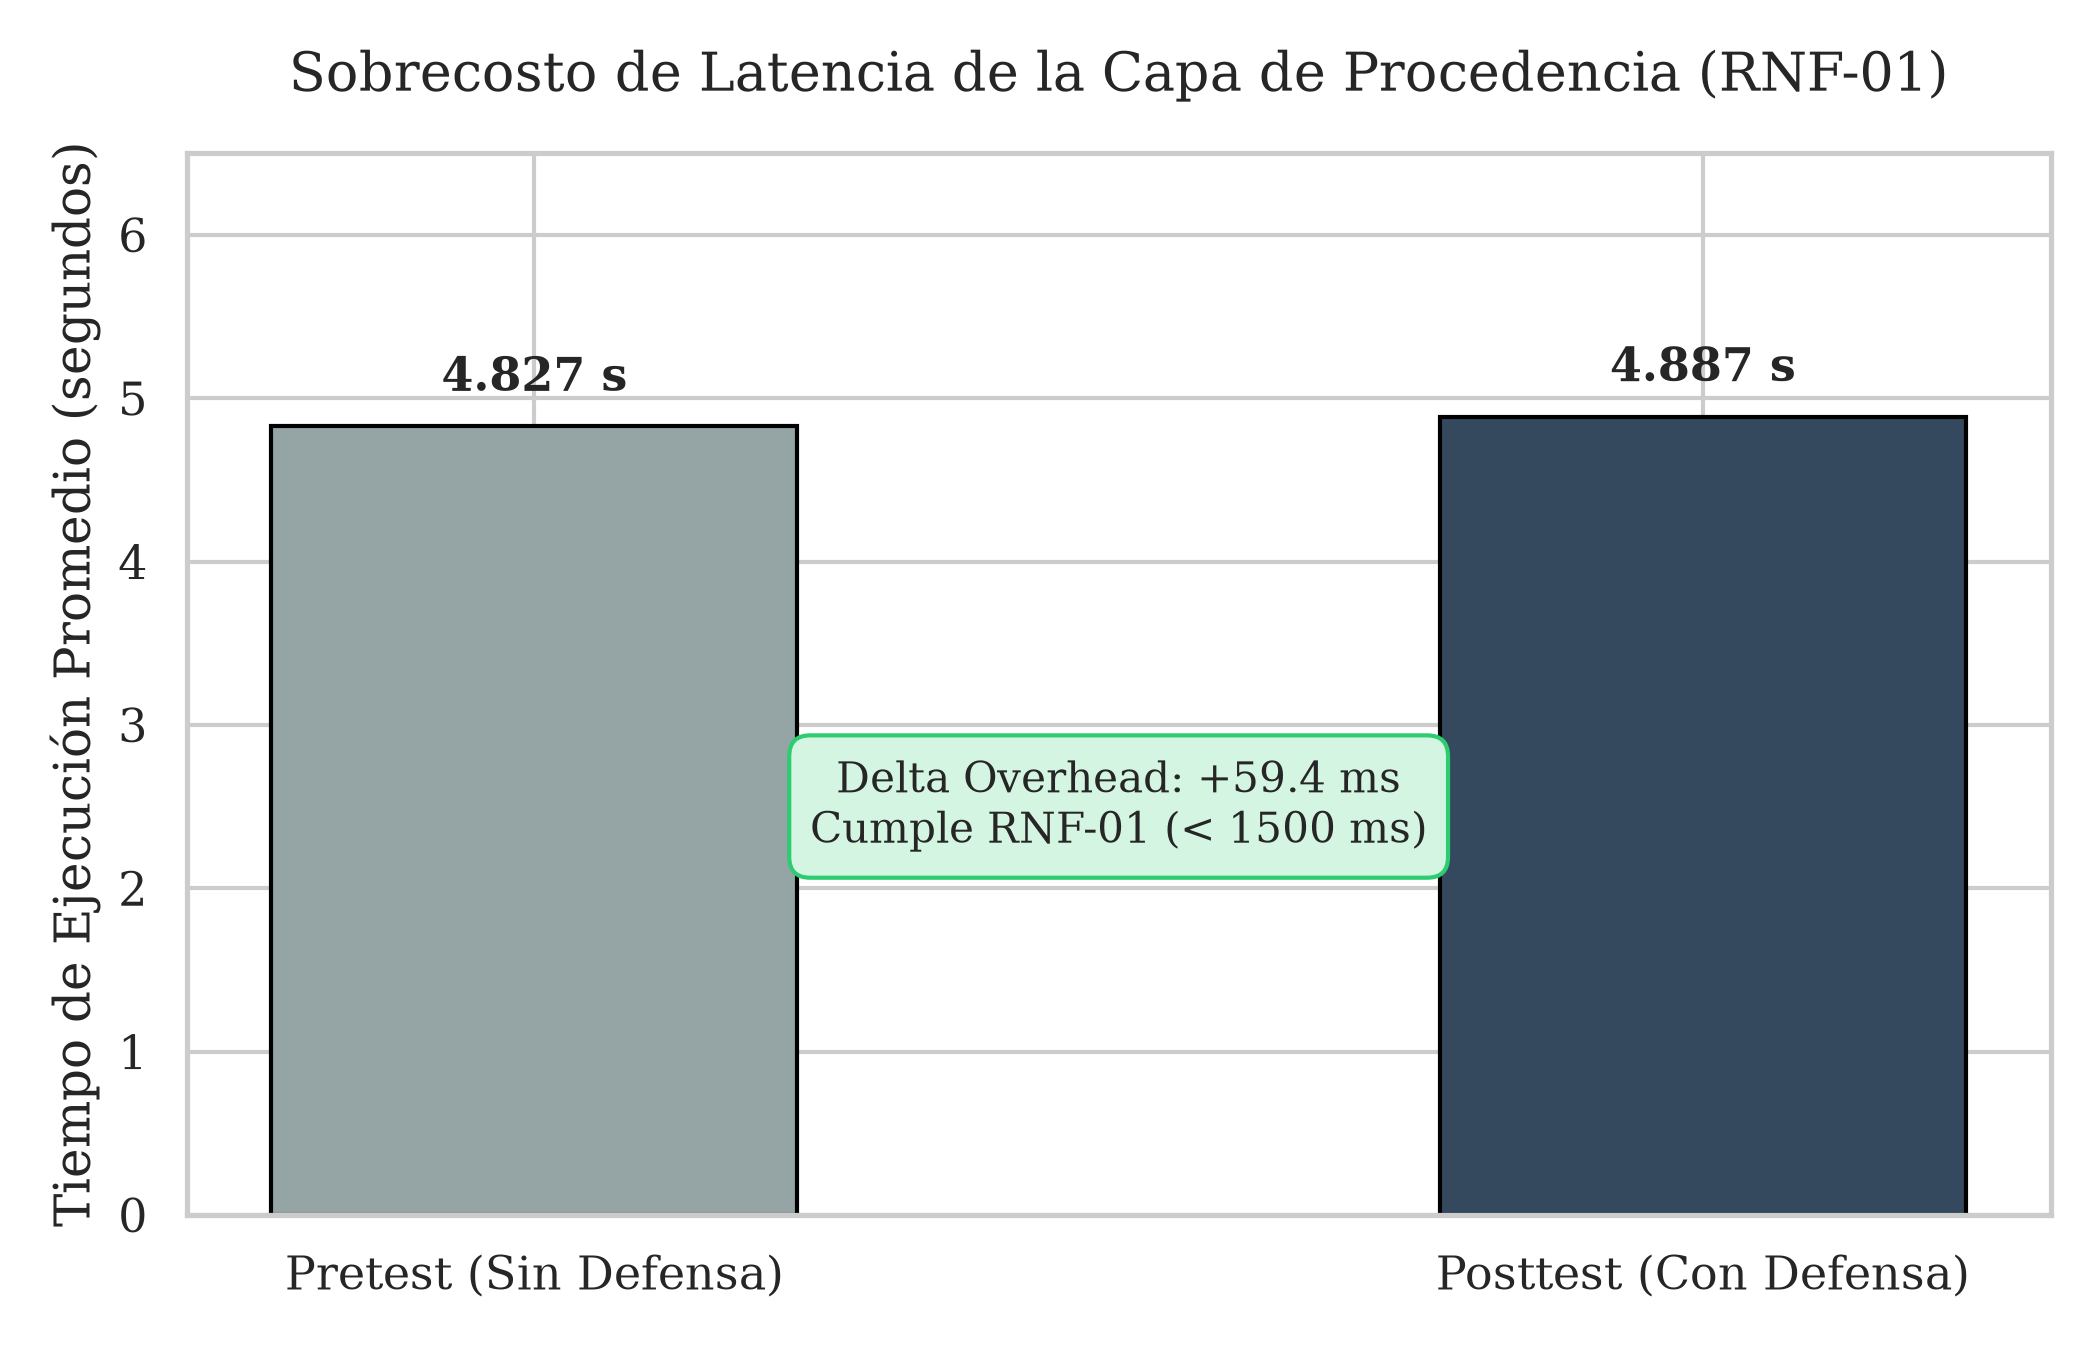 Sobrecosto de Latencia de la Capa de Procedencia (RNF-01)
Tiempo de Ejecución Promedio (segundos)
6
5
4
3
2
1
0
4.827 s
4.887 s
Delta Overhead: +59.4 ms
Cumple RNF-01 (< 1500 ms)
Pretest (Sin Defensa)
Posttest (Con Defensa)